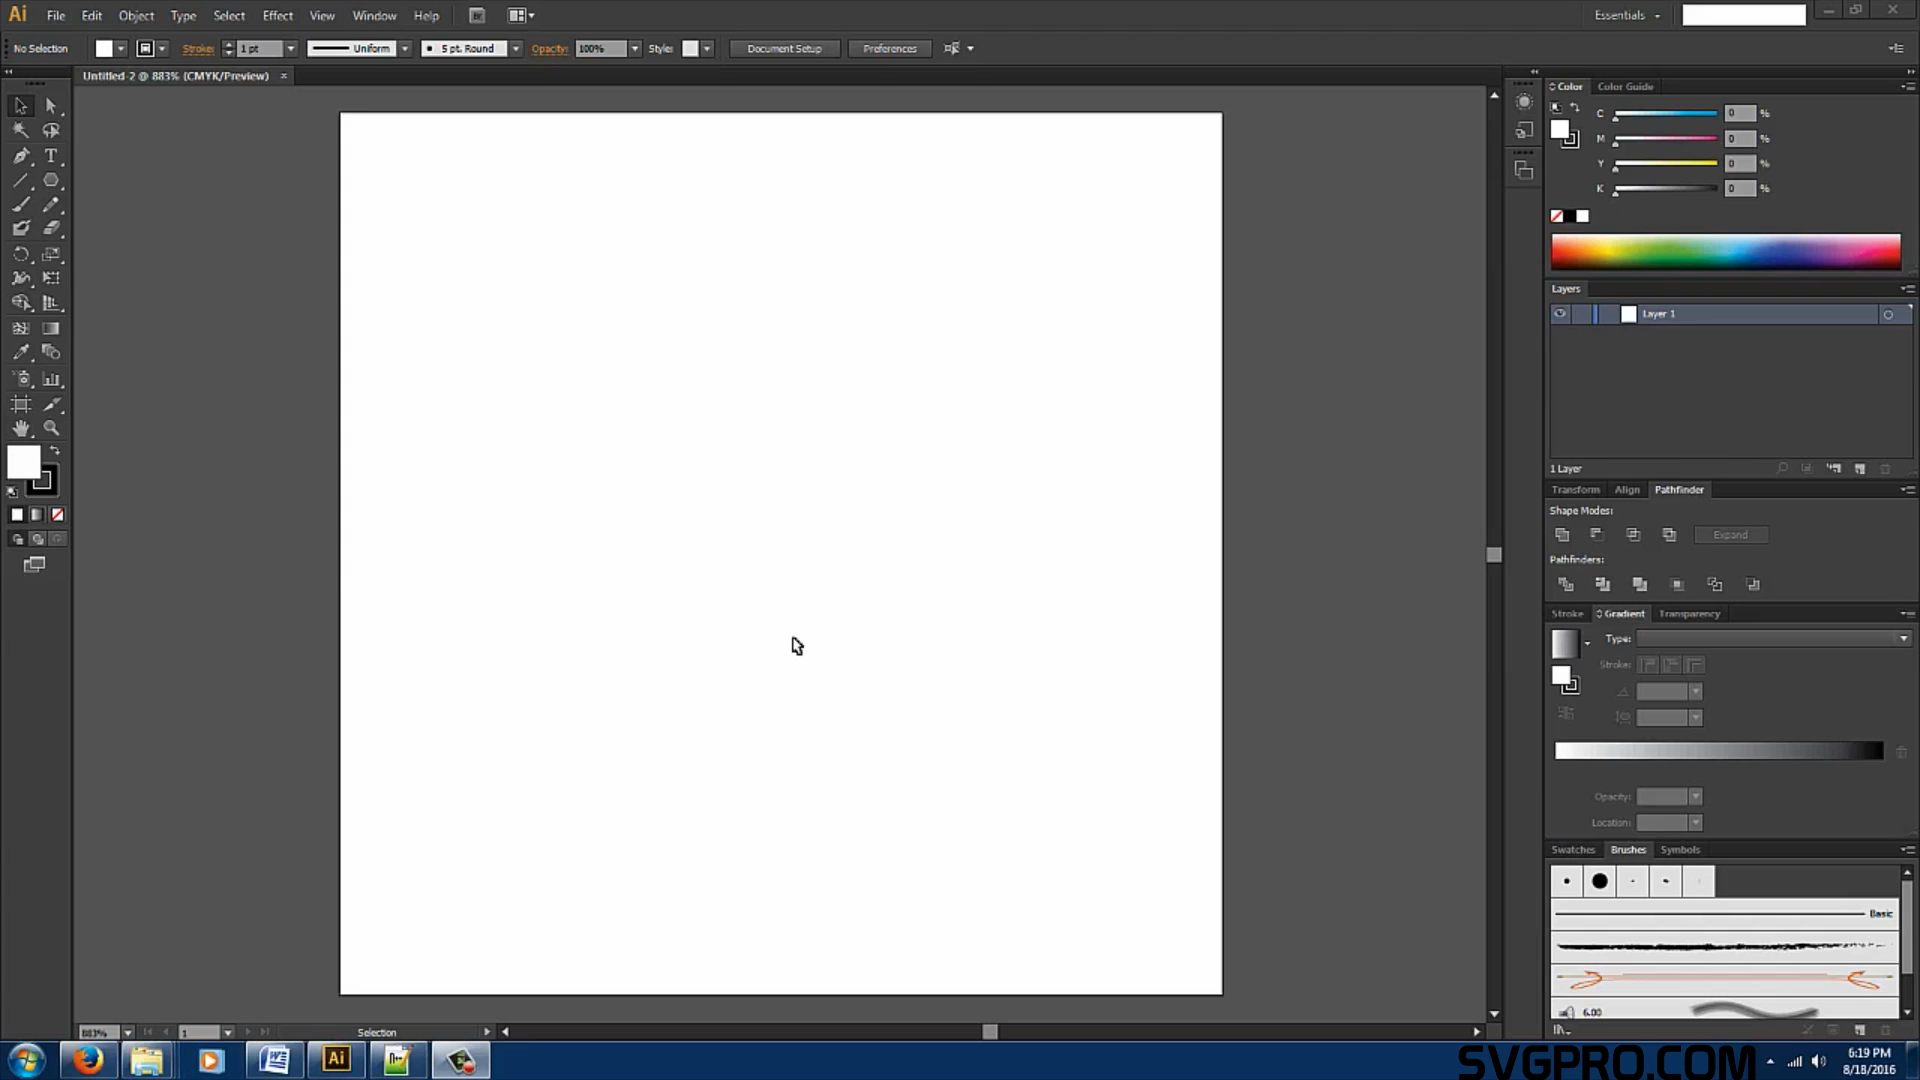 Ai File Edit Object Type Select Effect View Window Help Br Essentials
No Selection Stroke: 1 pt Uniform 5 pt. Round Opacity: 100% Style: Document Setup Preferences
Untitled-2 @ 883% (CMYK/Preview) ×
Color Color Guide
C 0 %
M 0 %
Y 0 %
K 0 %
Layers
Layer 1
1 Layer
Transform Align Pathfinder
Shape Modes:
Expand
Pathfinders:
Stroke Gradient Transparency
Type:
Stroke:
Opacity:
Location:
Swatches Brushes Symbols
Basic
6.00
883% 1 Selection
Ai
SVGPRO.COM
6:19 PM
8/18/2016